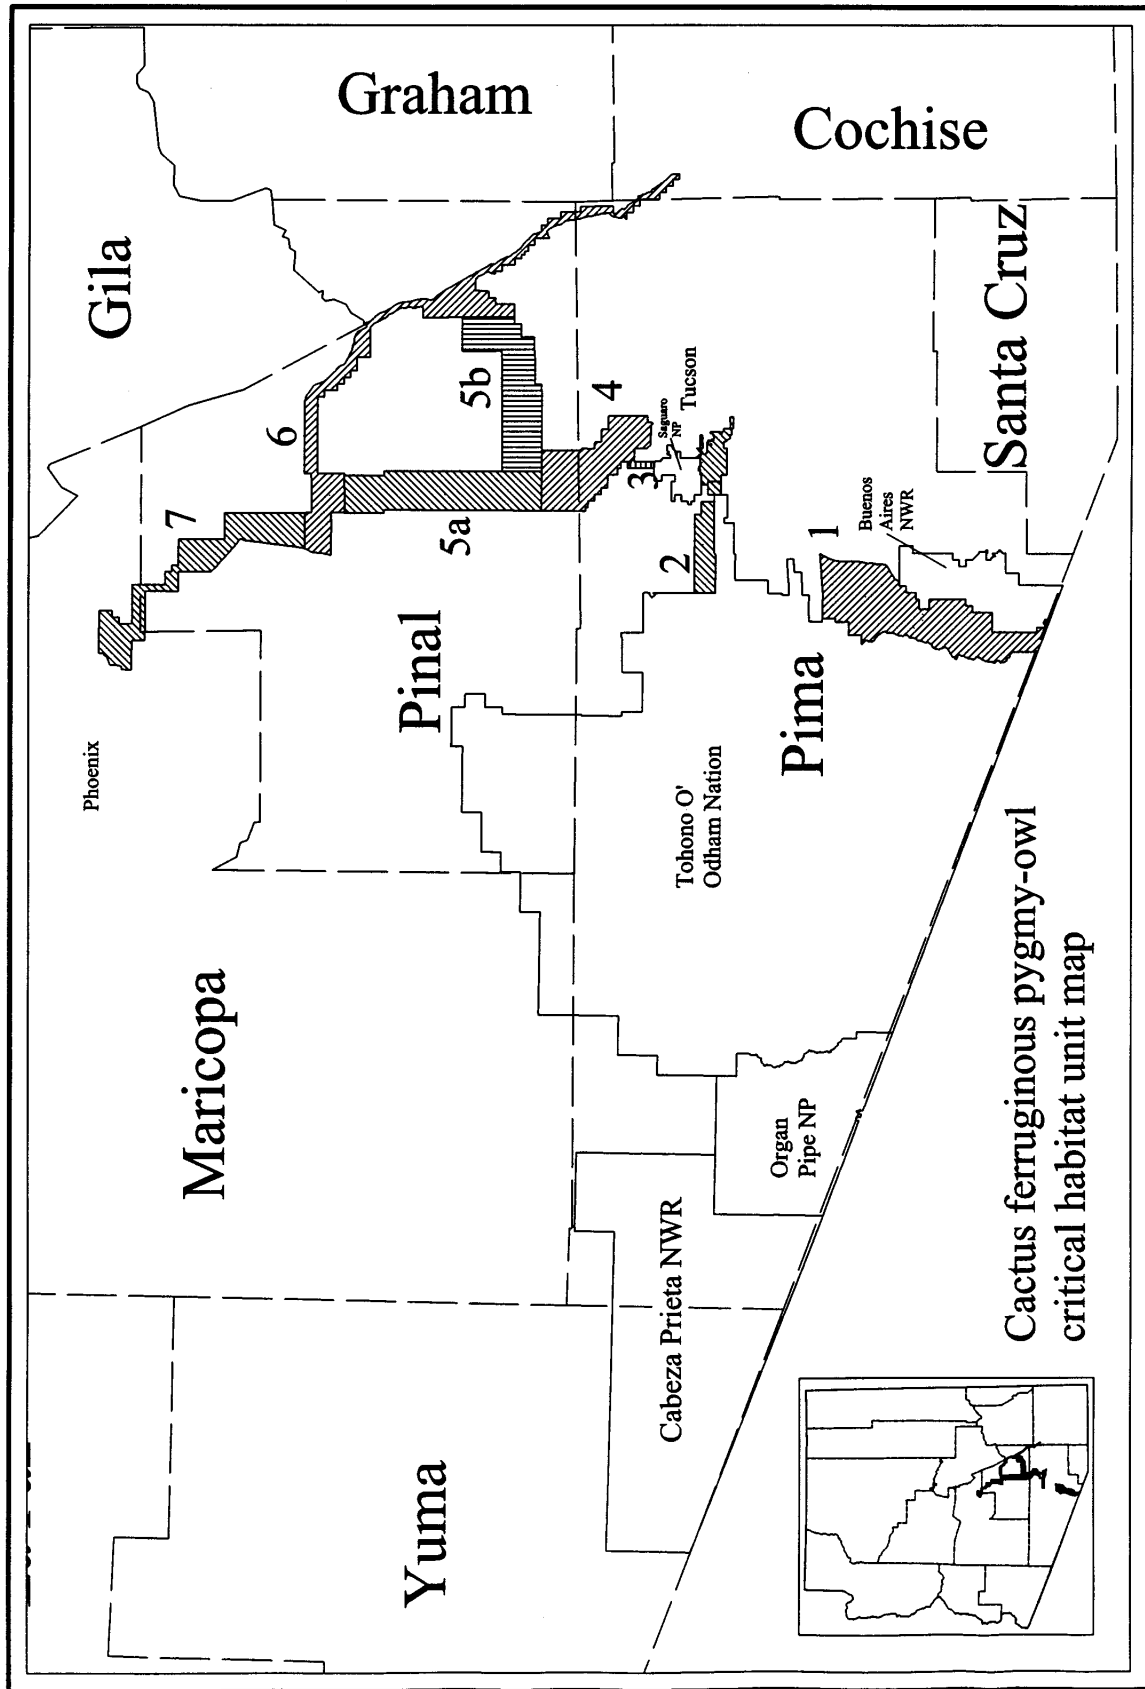 Graham
Cochise
Gila
Santa Cruz
6
5b
4
Saguaro
NP
Tucson
3
7
5a
2
1
Buenos
Aires
NWR
Phoenix
Pinal
Pima
Tohono O'
Odham Nation
Maricopa
Organ
Pipe NP
Cabeza Prieta NWR
Yuma
Cactus ferruginous pygmy-owl
critical habitat unit map